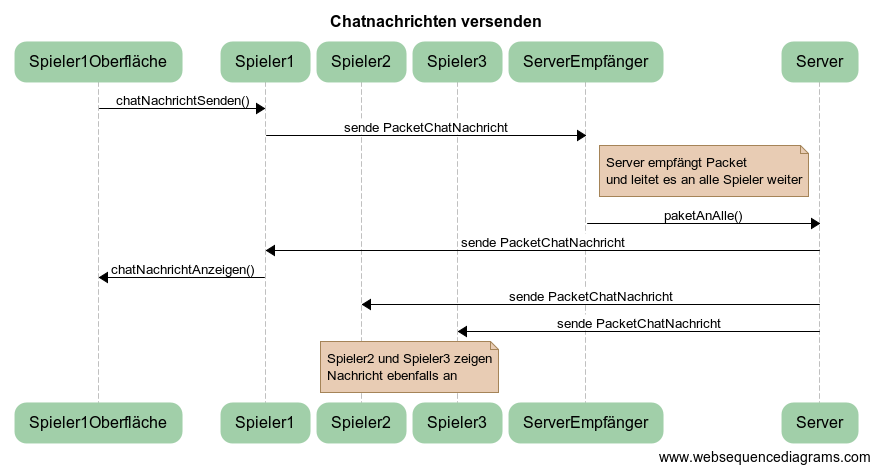 Chatnachrichten versenden
Spieler1Oberfläche
Spieler1
Spieler2
Spieler3
ServerEmpfänger
Server
chatNachrichtSenden()
sende PacketChatNachricht
Server empfängt Packet
und leitet es an alle Spieler weiter
paketAnAlle()
sende PacketChatNachricht
chatNachrichtAnzeigen()
sende PacketChatNachricht
sende PacketChatNachricht
Spieler2 und Spieler3 zeigen
Nachricht ebenfalls an
Spieler1Oberfläche
Spieler1
Spieler2
Spieler3
ServerEmpfänger
Server
www.websequencediagrams.com